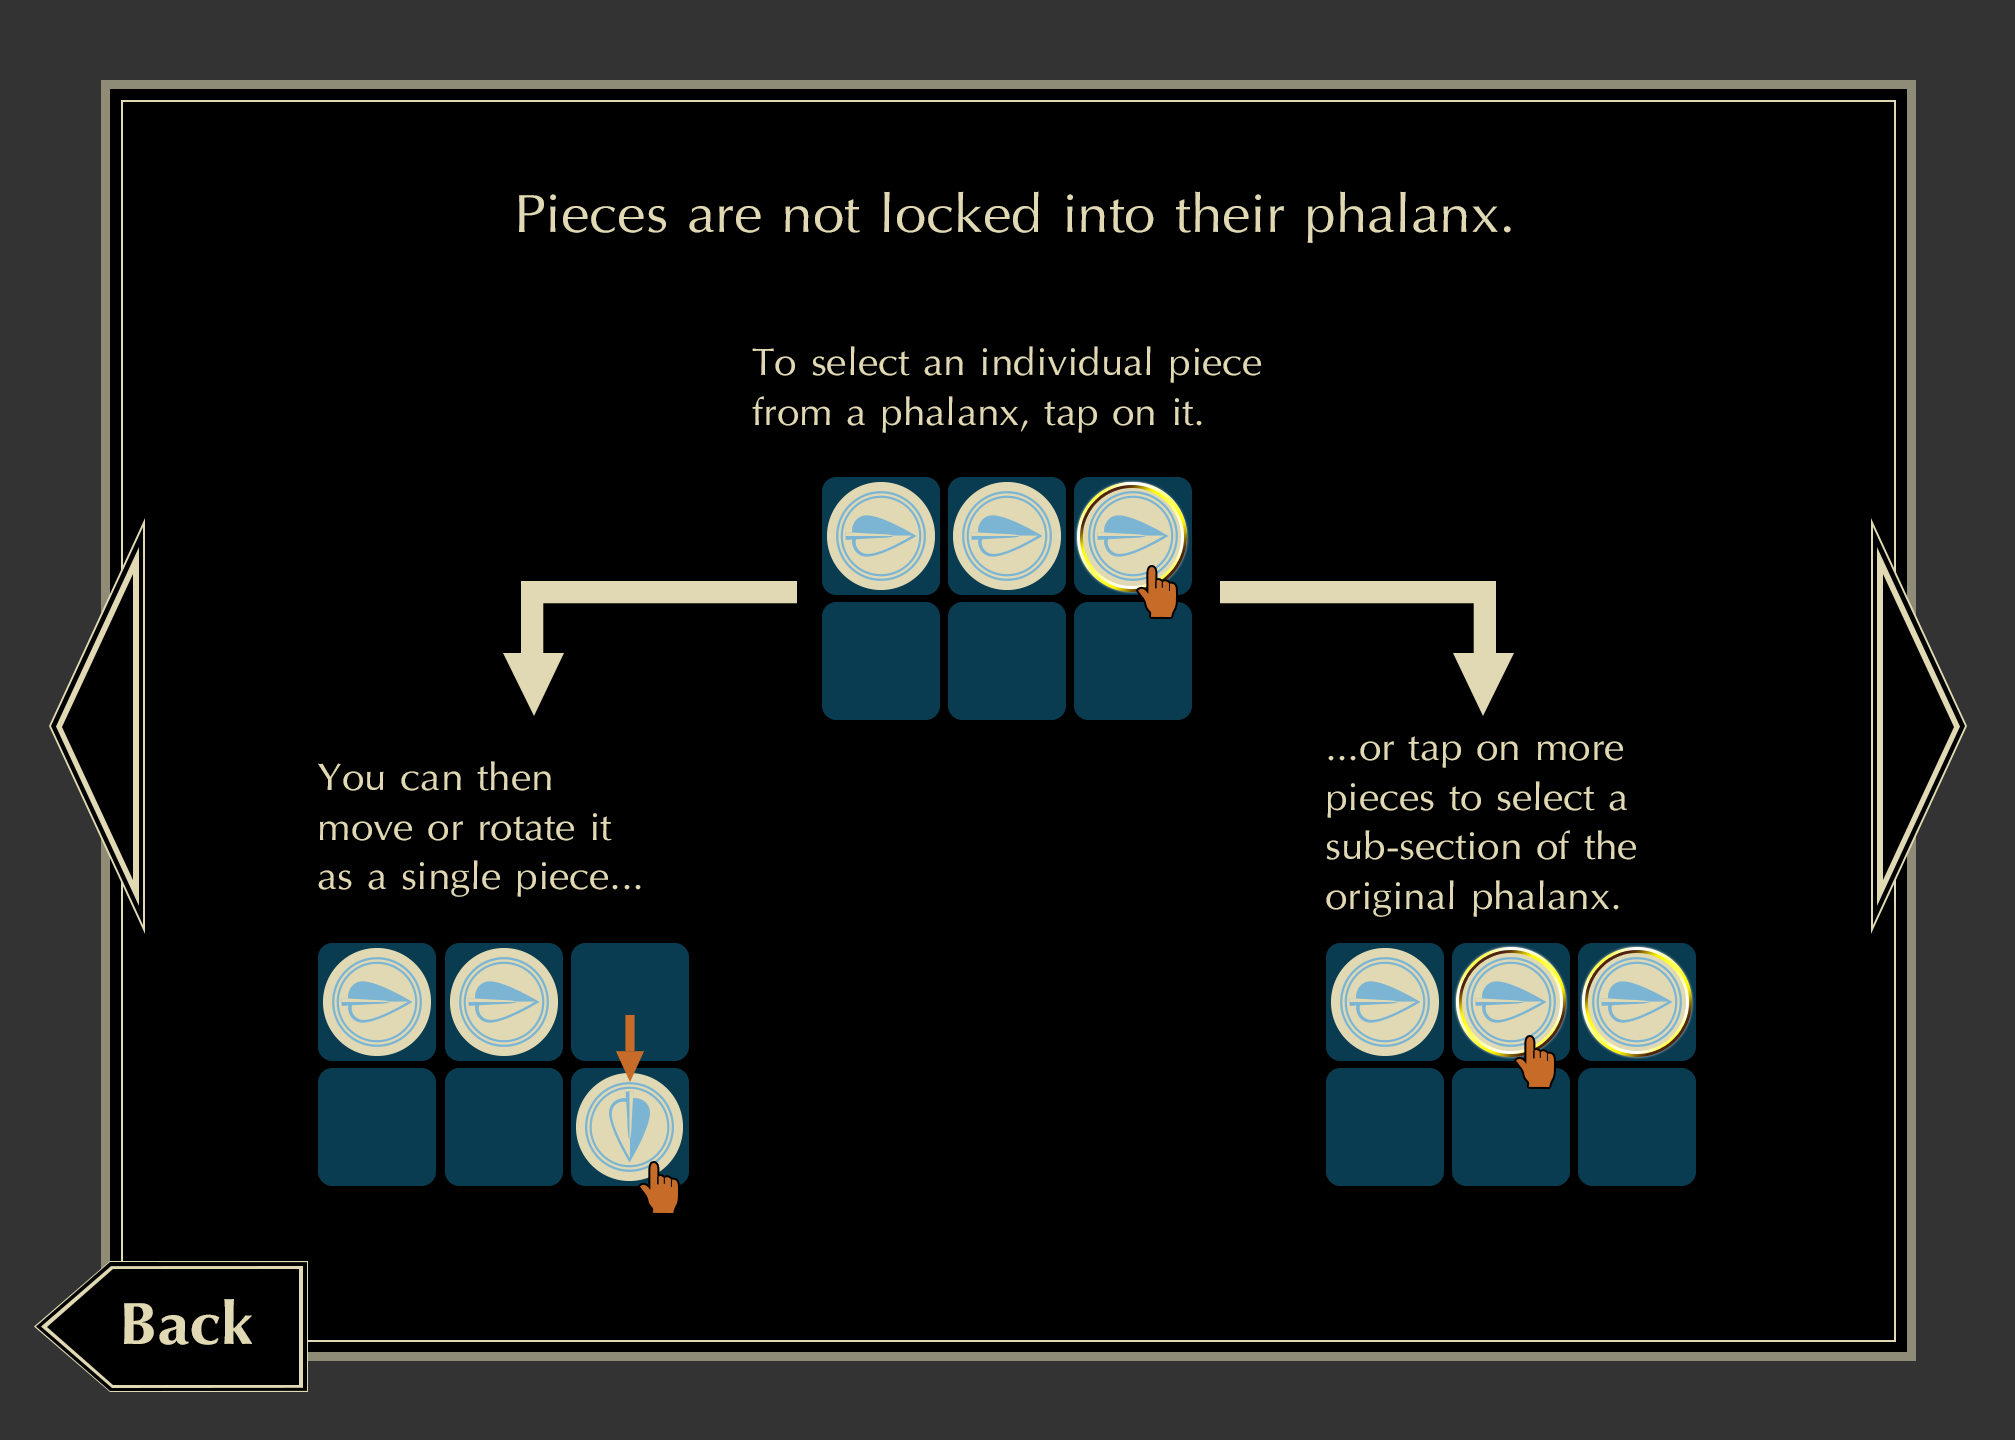 Pieces are not locked into their phalanx.
To select an individual piece
from a phalanx, tap on it.
You can then
move or rotate it
as a single piece...
...or tap on more
pieces to select a
sub-section of the
original phalanx.
Back